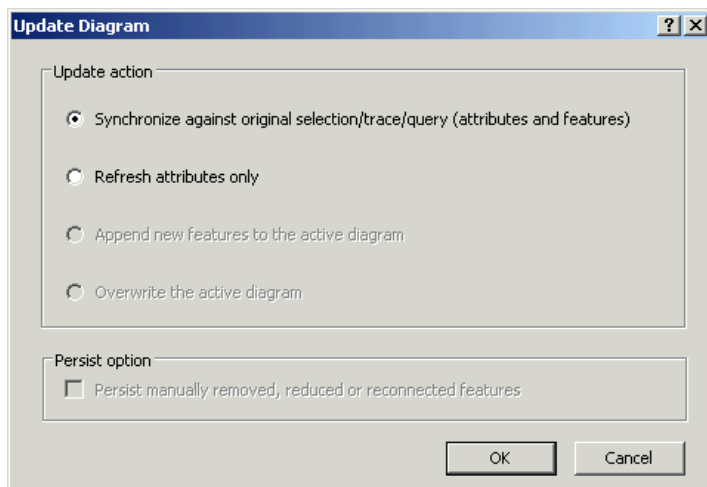 Update Diagram
Update action
Synchronize against original selection/trace/query (attributes and features)
Refresh attributes only
Append new features to the active diagram
Overwrite the active diagram
Persist option
Persist manually removed, reduced or reconnected features
OK Cancel